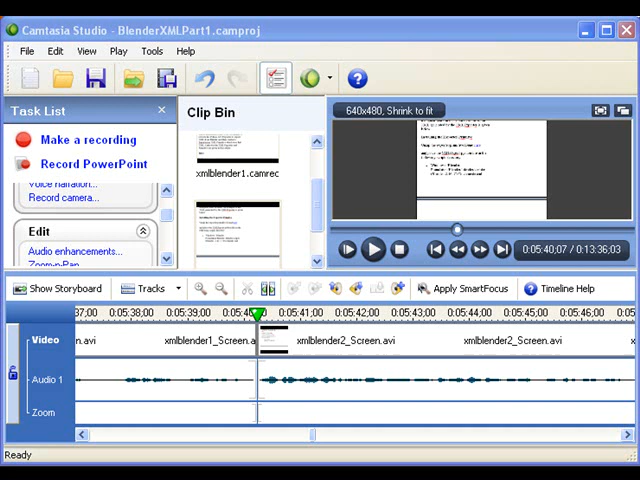 Camtasia Studio - BlenderXMLPart1.camproj
File Edit View Play Tools Help
Task List
Make a recording
Record PowerPoint
Voice narration...
Record camera...
Edit
Audio enhancements...
Zoom-n-Pan...
Clip Bin
xmlblender1.camrec
640x480, Shrink to fit
0:05:40;07 / 0:13:36;03
Show Storyboard Tracks Apply SmartFocus Timeline Help
37;00 0:05:38;00 0:05:39;00 0:05:40 0:05:41;00 0:05:42;00 0:05:43;00 0:05:44;00 0:05:45;00 0:05:46;00
Video n.avi xmlblender1_Screen.a xmlblender2_Screen.avi xmlblender2_Screen.avi x
Audio 1
Zoom
Ready